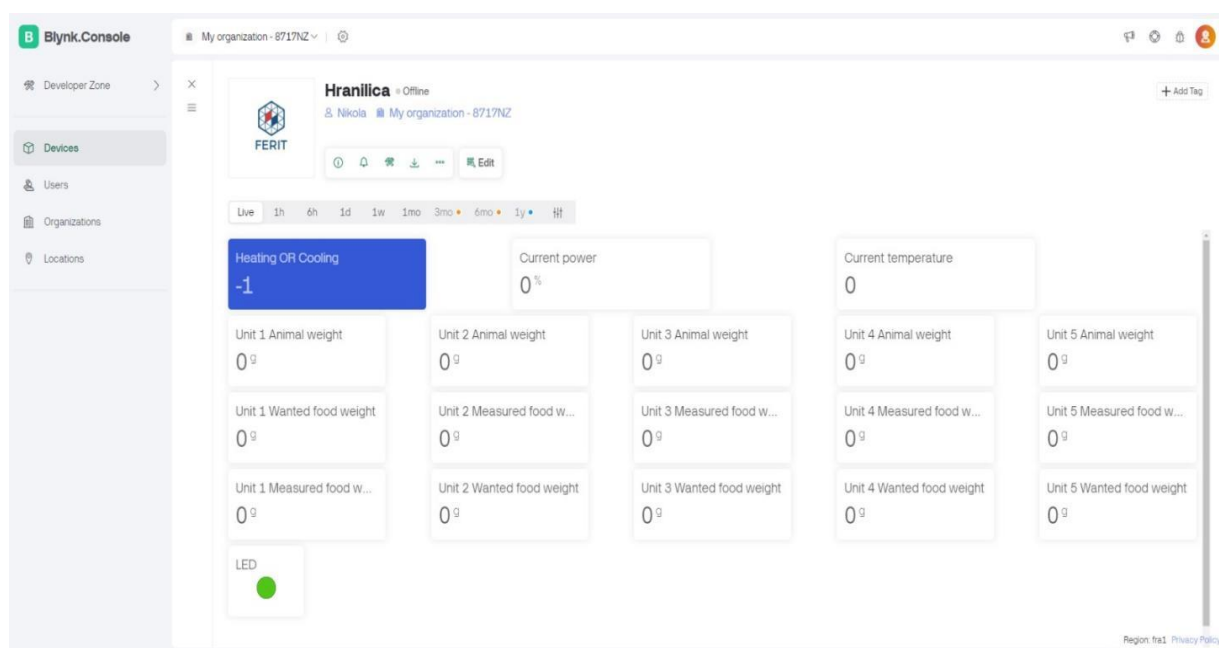 Blynk.Console
My organization - 8717NZ
Developer Zone
Devices
Users
Organizations
Locations
FERIT
Hranilica Offline
Nikola My organization - 8717NZ
Edit
Add Tag
Live 1h 6h 1d 1w 1mo 3mo 6mo 1y
Heating OR Cooling
-1
Current power
0 %
Current temperature
0
Unit 1 Animal weight
0 g
Unit 2 Animal weight
0 g
Unit 3 Animal weight
0 g
Unit 4 Animal weight
0 g
Unit 5 Animal weight
0 g
Unit 1 Wanted food weight
0 g
Unit 2 Measured food w...
0 g
Unit 3 Measured food w...
0 g
Unit 4 Measured food w...
0 g
Unit 5 Measured food w...
0 g
Unit 1 Measured food w...
0 g
Unit 2 Wanted food weight
0 g
Unit 3 Wanted food weight
0 g
Unit 4 Wanted food weight
0 g
Unit 5 Wanted food weight
0 g
LED
Region: fra1 Privacy Policy